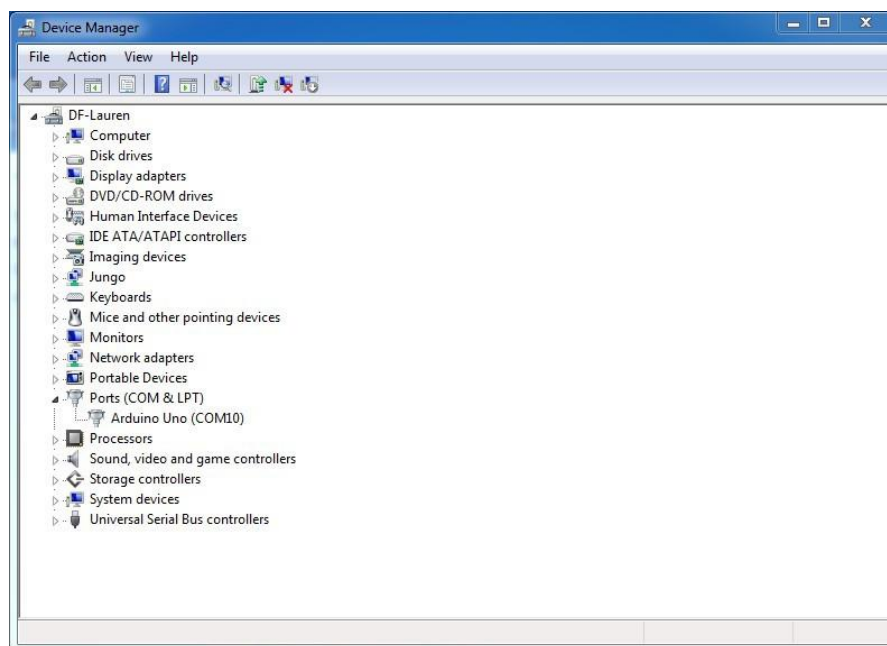 Device Manager
File Action View Help
DF-Lauren
Computer
Disk drives
Display adapters
DVD/CD-ROM drives
Human Interface Devices
IDE ATA/ATAPI controllers
Imaging devices
Jungo
Keyboards
Mice and other pointing devices
Monitors
Network adapters
Portable Devices
Ports (COM & LPT)
Arduino Uno (COM10)
Processors
Sound, video and game controllers
Storage controllers
System devices
Universal Serial Bus controllers